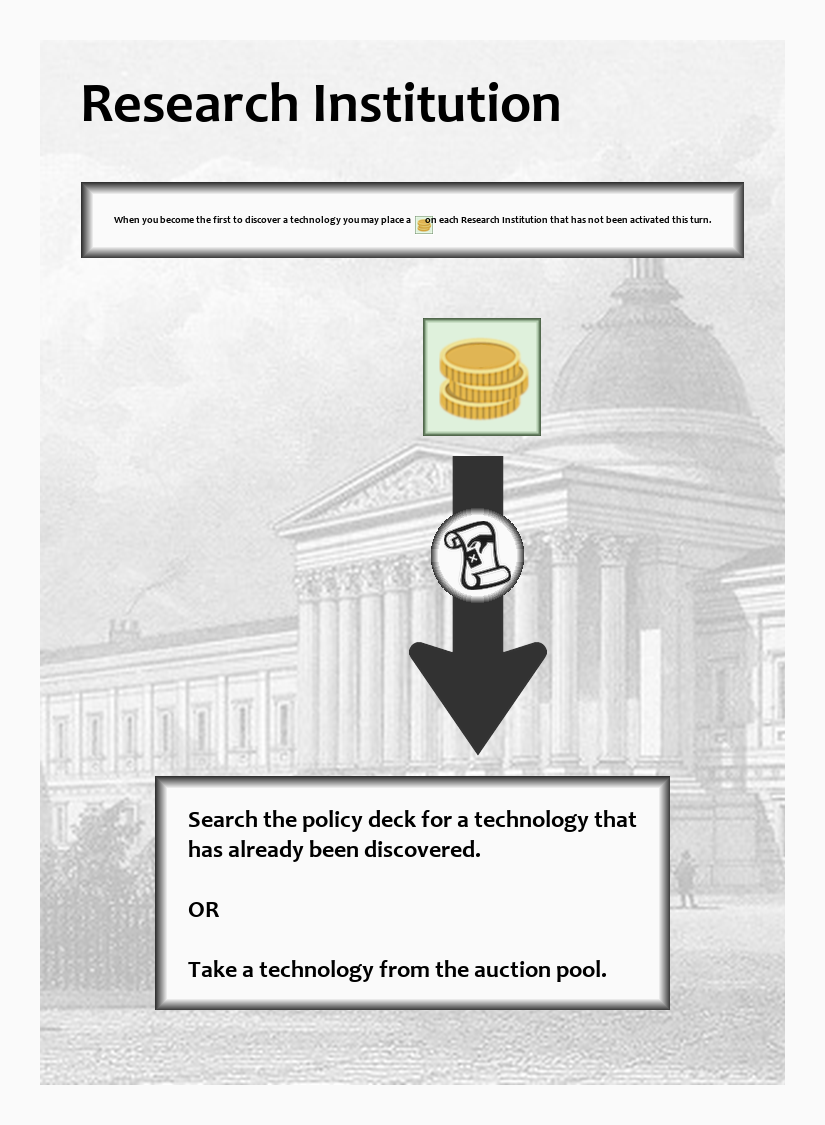 Research Institution
When you become the first to discover a technology you may place a on each Research Institution that has not been activated this turn.
Search the policy deck for a technology that
has already been discovered.
OR
Take a technology from the auction pool.